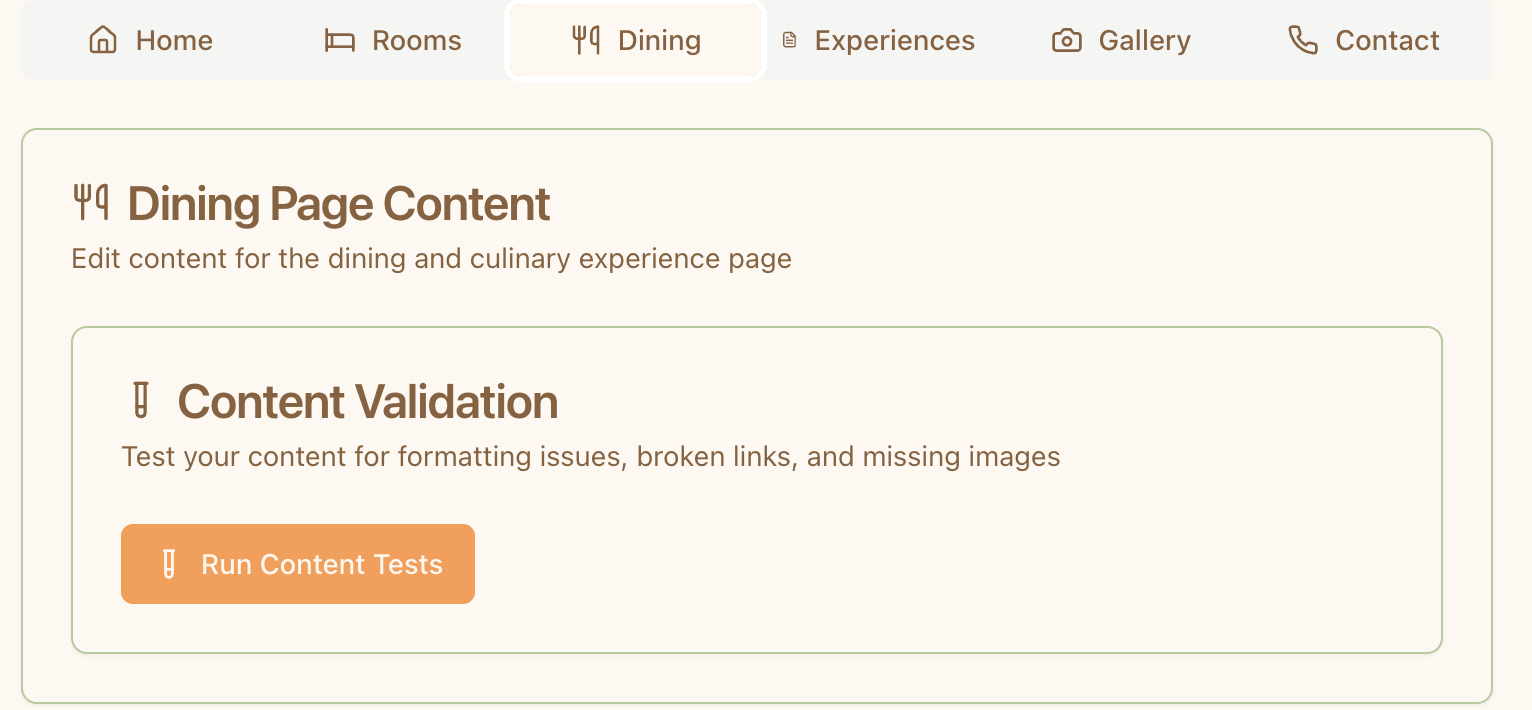 Home Rooms Dining Experiences Gallery Contact
Dining Page Content
Edit content for the dining and culinary experience page
Content Validation
Test your content for formatting issues, broken links, and missing images
Run Content Tests